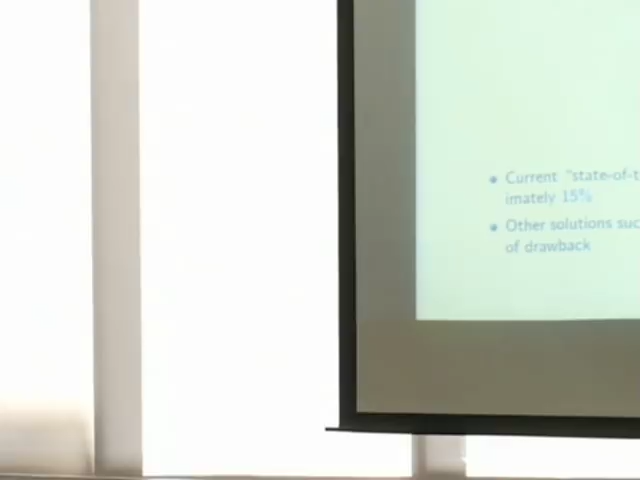 • Current "state-of-t
imately 15%
• Other solutions suc
of drawback